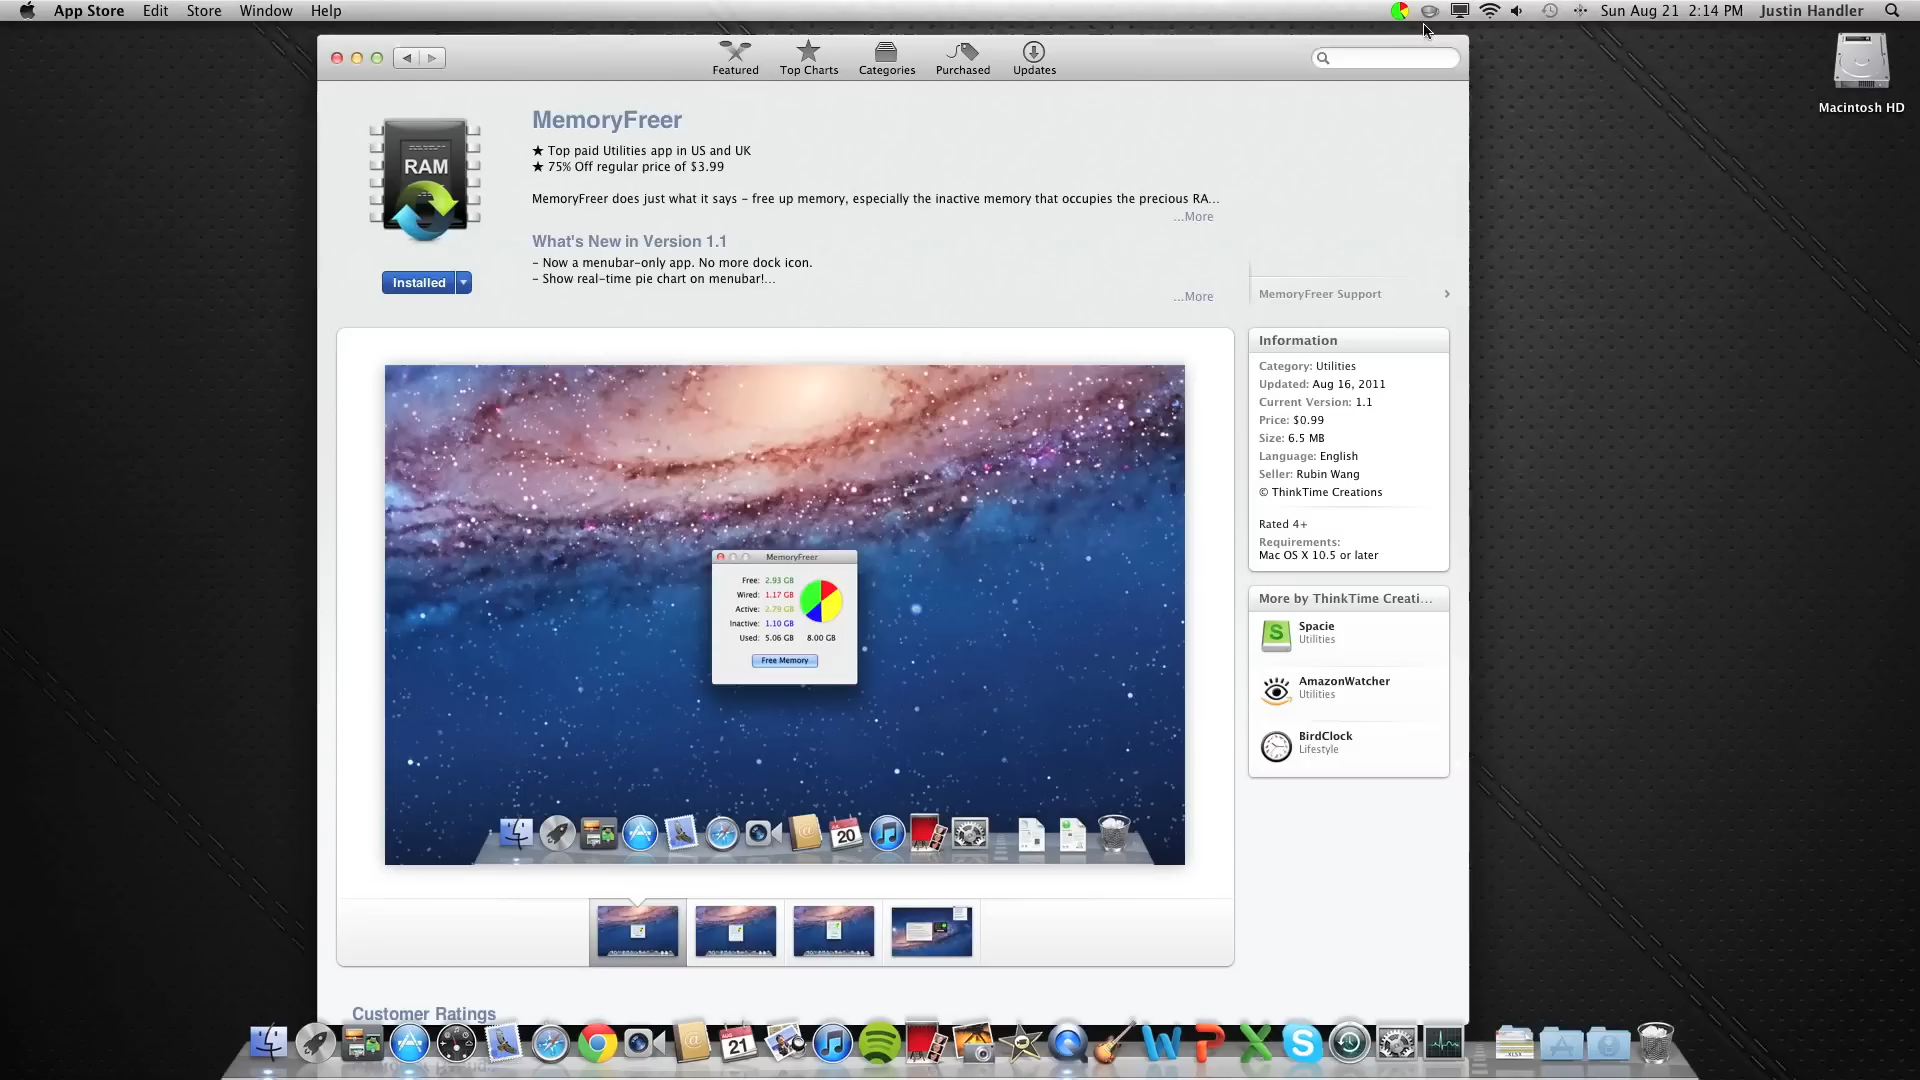 App Store Edit Store Window Help
Sun Aug 21 2:14 PM Justin Handler
Macintosh HD
Featured
Top Charts
Categories
Purchased
Updates
MemoryFreer
★ Top paid Utilities app in US and UK
★ 75% Off regular price of $3.99
MemoryFreer does just what it says – free up memory, especially the inactive memory that occupies the precious RA...
...More
RAM
Installed
What's New in Version 1.1
– Now a menubar-only app. No more dock icon.
– Show real-time pie chart on menubar!...
...More
MemoryFreer Support
MemoryFreer
Free: 2.93 GB
Wired: 1.17 GB
Active: 2.79 GB
Inactive: 1.10 GB
Used: 5.06 GB 8.00 GB
Free Memory
20
Information
Category: Utilities
Updated: Aug 16, 2011
Current Version: 1.1
Price: $0.99
Size: 6.5 MB
Language: English
Seller: Rubin Wang
© ThinkTime Creations
Rated 4+
Requirements:
Mac OS X 10.5 or later
More by ThinkTime Creati...
S
Spacie
Utilities
AmazonWatcher
Utilities
BirdClock
Lifestyle
Customer Ratings
AUG
21
XLSX